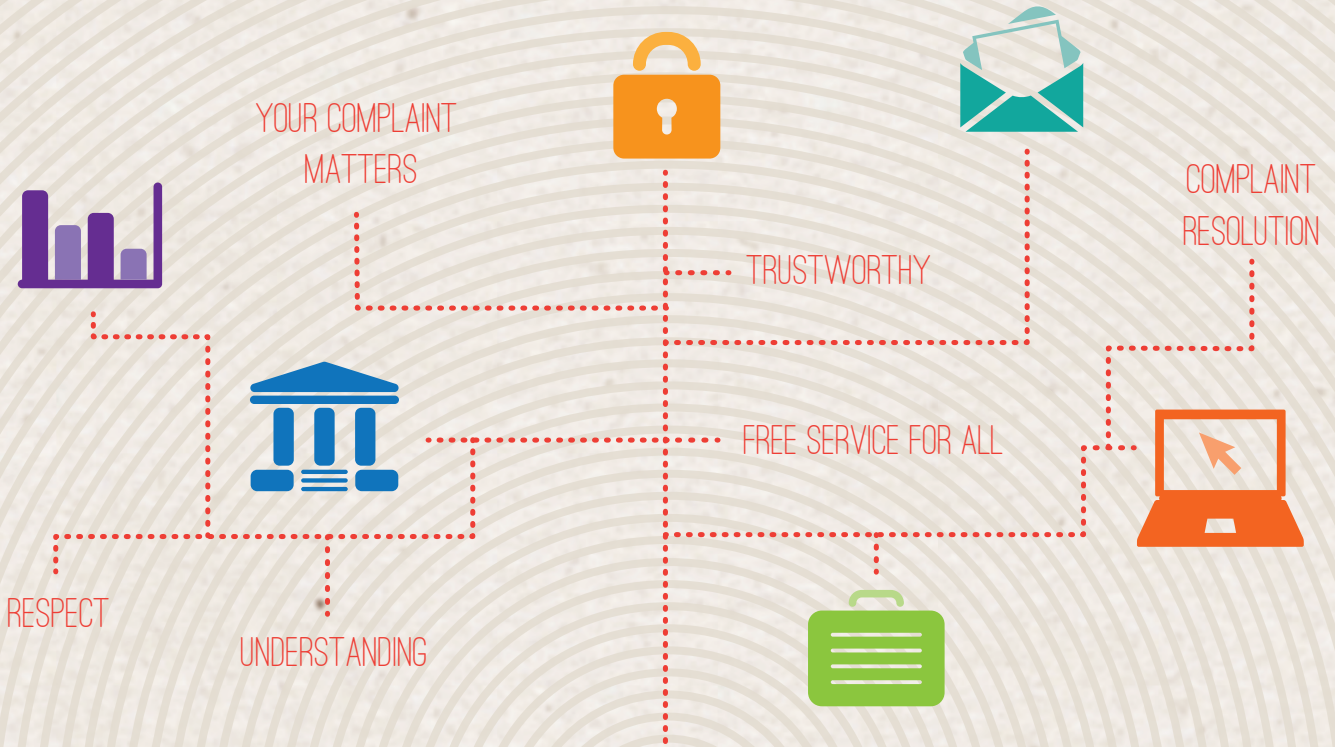 YOUR COMPLAINT
MATTERS
COMPLAINT
RESOLUTION
TRUSTWORTHY
FREE SERVICE FOR ALL
RESPECT
UNDERSTANDING